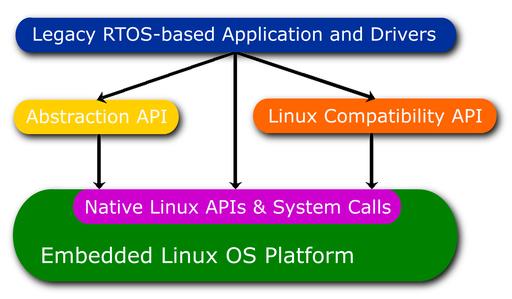 Legacy RTOS-based Application and Drivers
Abstraction API
Linux Compatibility API
Native Linux APIs & System Calls
Embedded Linux OS Platform